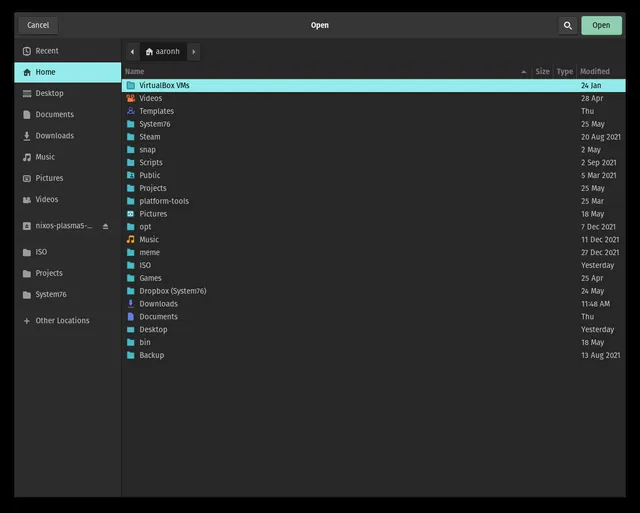 Cancel
Open
Open
Recent
Home
Desktop
Documents
Downloads
Music
Pictures
Videos
nixos-plasma5-...
ISO
Projects
System76
Other Locations
aaronh
Name Size Type Modified
VirtualBox VMs 24 Jan
Videos 28 Apr
Templates Thu
System76 25 May
Steam 20 Aug 2021
snap 2 May
Scripts 2 Sep 2021
Public 5 Mar 2021
Projects 25 May
platform-tools 25 Mar
Pictures 18 May
opt 7 Dec 2021
Music 11 Dec 2021
meme 27 Dec 2021
ISO Yesterday
Games 25 Apr
Dropbox (System76) 24 May
Downloads 11:48 AM
Documents Thu
Desktop Yesterday
bin 18 May
Backup 13 Aug 2021